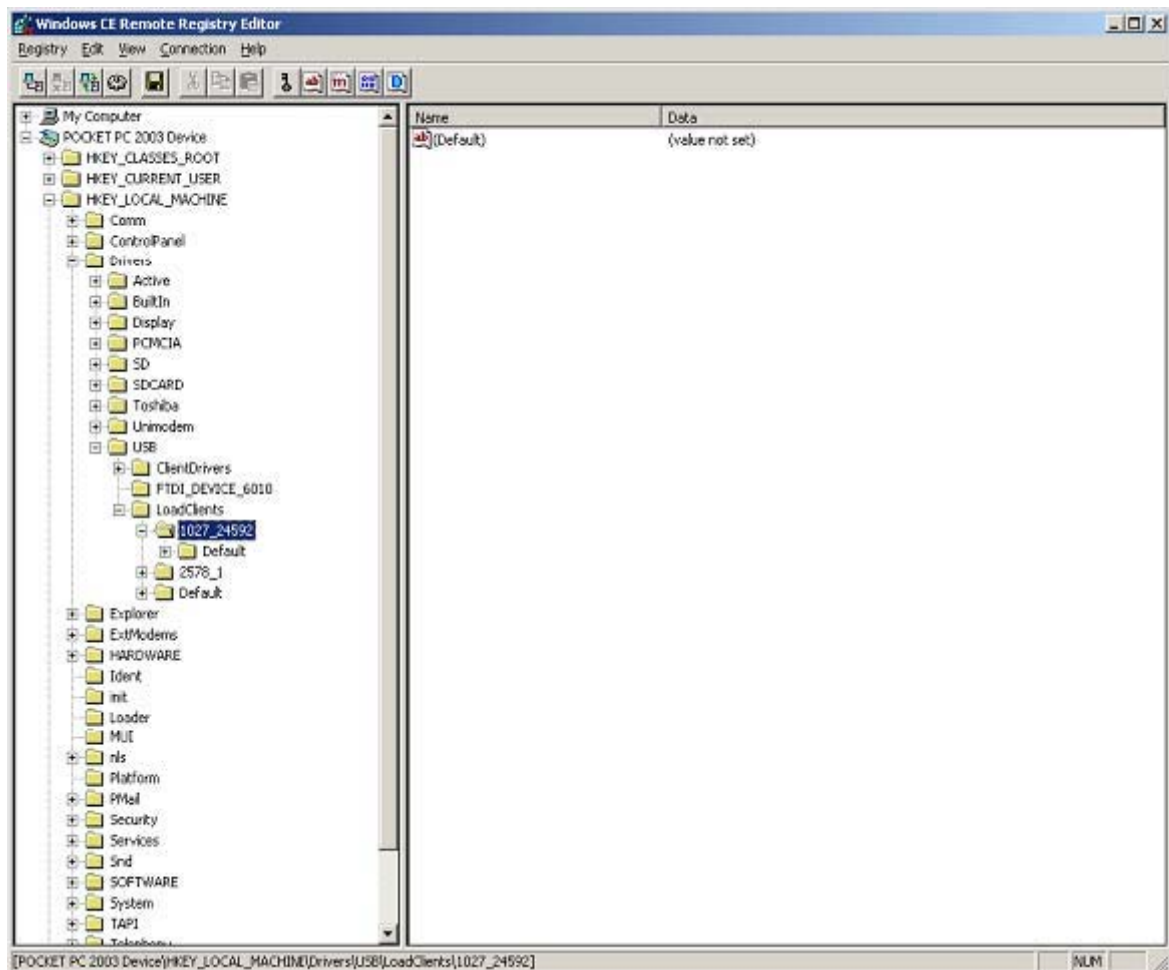 Windows CE Remote Registry Editor
Registry Edit View Connection Help
Name Data
(Default) (value not set)
My Computer
POCKET PC 2003 Device
HKEY_CLASSES_ROOT
HKEY_CURRENT_USER
HKEY_LOCAL_MACHINE
Comm
ControlPanel
Drivers
Active
BuiltIn
Display
PCMCIA
SD
SDCARD
Toshiba
Unimodem
USB
ClientDrivers
FTDI_DEVICE_6010
LoadClients
1027_24592
Default
2578_1
Default
Explorer
ExtModems
HARDWARE
Ident
init
Loader
MUI
nls
Platform
PMail
Security
Services
Snd
SOFTWARE
System
TAPI
Telephony
[POCKET PC 2003 Device\HKEY_LOCAL_MACHINE\Drivers\USB\LoadClients\1027_24592] NUM